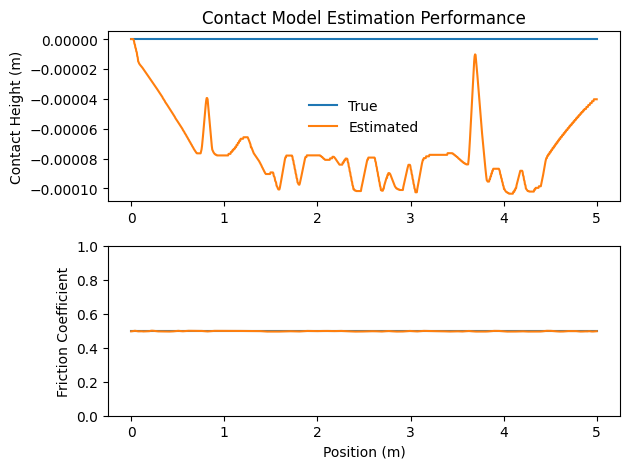 Contact Model Estimation Performance
Contact Height (m)
0.00000
−0.00002
−0.00004
−0.00006
−0.00008
−0.00010
True
Estimated
0 1 2 3 4 5
Friction Coefficient
1.0
0.8
0.6
0.4
0.2
0.0
0 1 2 3 4 5
Position (m)